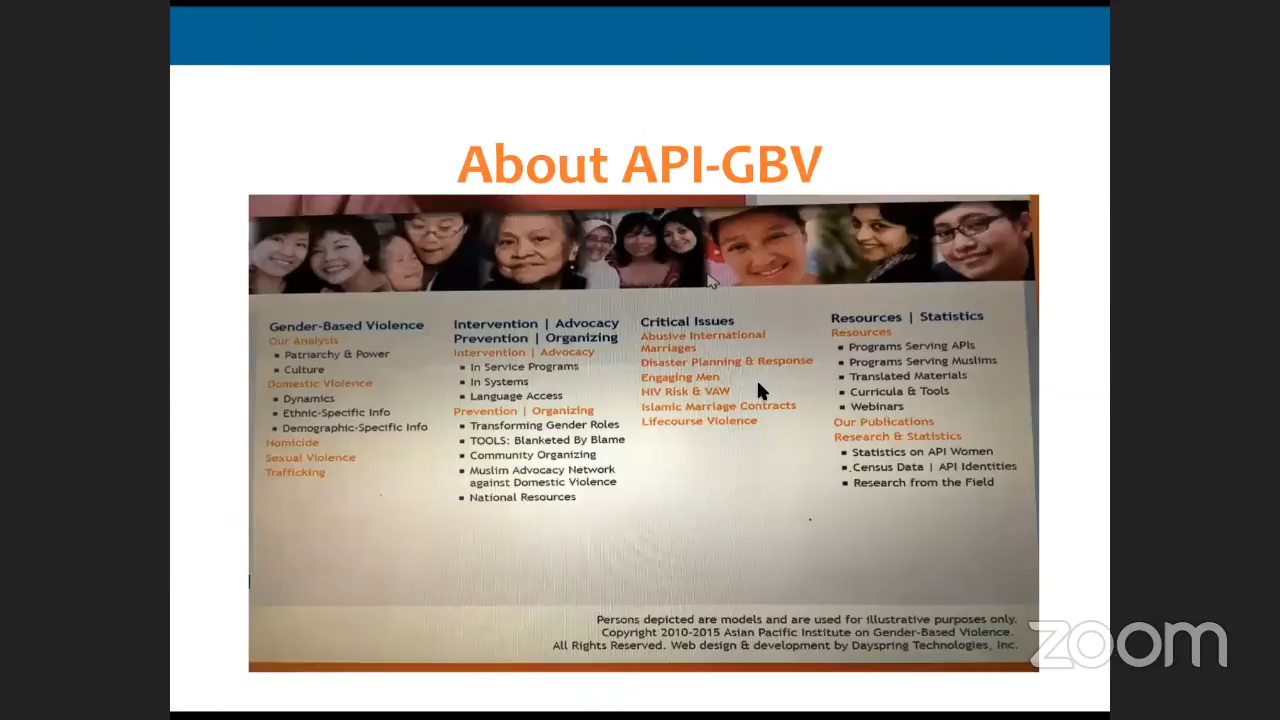 About API-GBV
Gender-Based Violence
Our Analysis
Patriarchy & Power
Culture
Domestic Violence
Dynamics
Ethnic-Specific Info
Demographic-Specific Info
Homicide
Sexual Violence
Trafficking
Intervention | Advocacy
Prevention | Organizing
Intervention | Advocacy
In Service Programs
In Systems
Language Access
Prevention | Organizing
Transforming Gender Roles
TOOLS: Blanketed By Blame
Community Organizing
Muslim Advocacy Network
against Domestic Violence
National Resources
Critical Issues
Abusive International
Marriages
Disaster Planning & Response
Engaging Men
HIV Risk & VAW
Islamic Marriage Contracts
Lifecourse Violence
Resources | Statistics
Resources
Programs Serving APIs
Programs Serving Muslims
Translated Materials
Curricula & Tools
Webinars
Our Publications
Research & Statistics
Statistics on API Women
Census Data | API Identities
Research from the Field
Persons depicted are models and are used for illustrative purposes only.
Copyright 2010-2015 Asian Pacific Institute on Gender-Based Violence.
All Rights Reserved. Web design & development by Dayspring Technologies, Inc.
zoom